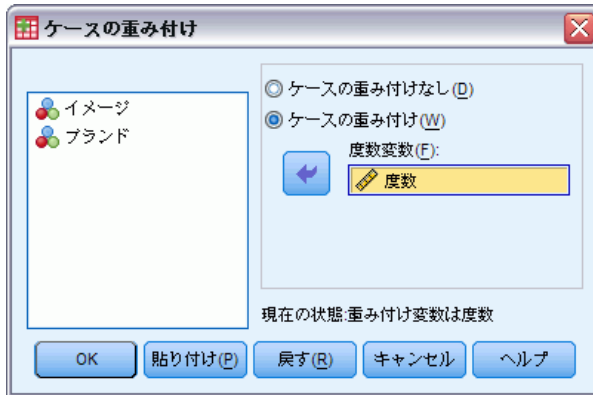 ケースの重み付け
イメージ
ブランド
ケースの重み付けなし(D)
ケースの重み付け(W)
度数変数(F):
度数
現在の状態:重み付け変数は度数
OK
貼り付け(P)
戻す(R)
キャンセル
ヘルプ